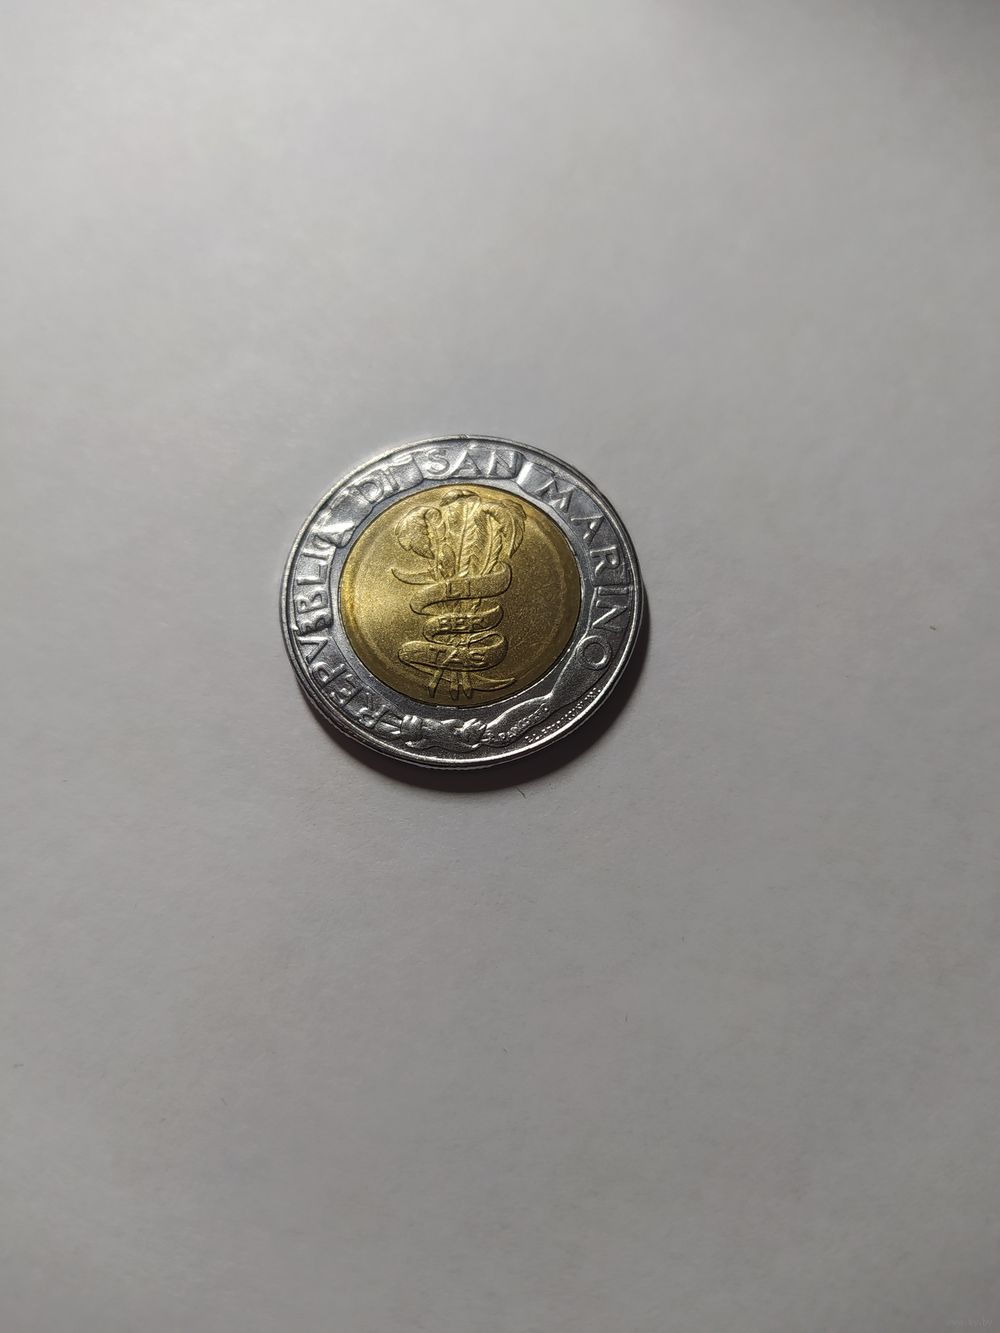 REPVBBLICA DI SAN MARINO
LI
BER
TAS